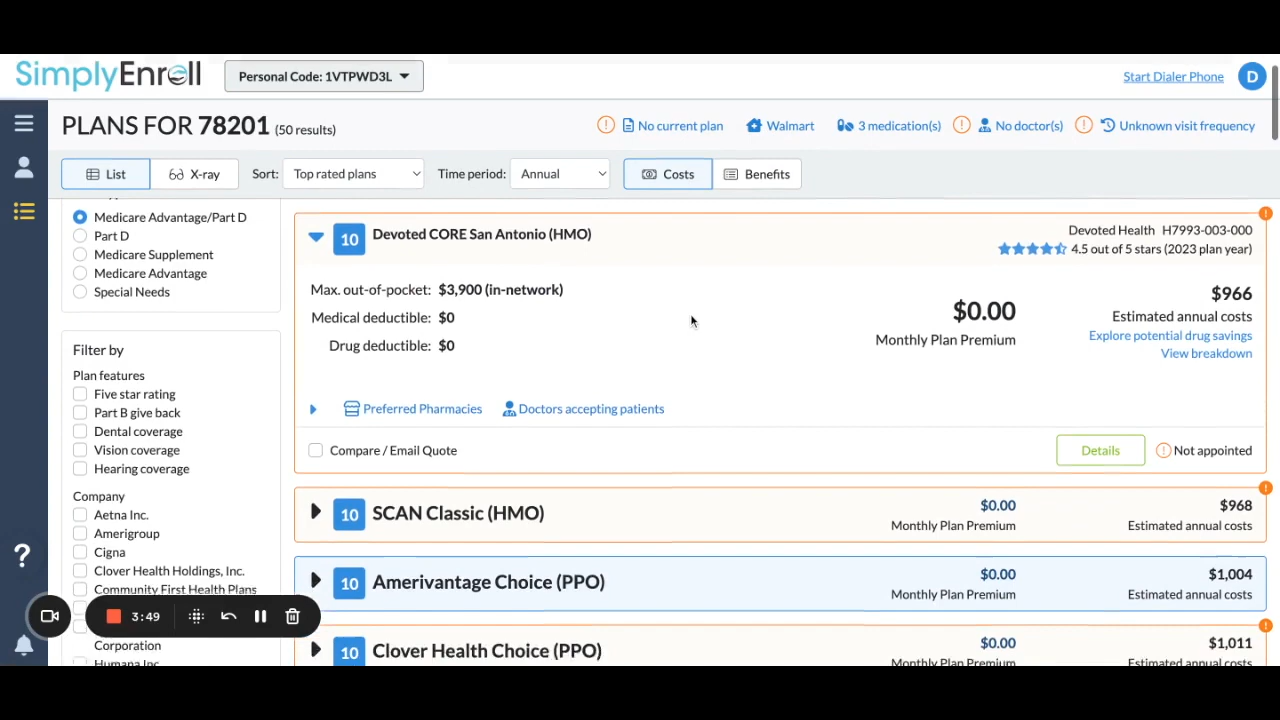 SimplyEnroll
Personal Code: 1VTPWD3L
Start Dialer Phone
D
PLANS FOR 78201 (50 results)
No current plan
Walmart
3 medication(s)
No doctor(s)
Unknown visit frequency
List
X-ray
Sort:
Top rated plans
Time period:
Annual
Costs
Benefits
Medicare Advantage/Part D
Part D
Medicare Supplement
Medicare Advantage
Special Needs
Filter by
Plan features
Five star rating
Part B give back
Dental coverage
Vision coverage
Hearing coverage
Company
Aetna Inc.
Amerigroup
Cigna
Clover Health Holdings, Inc.
Community First Health Plans
Corporation
Humana Inc.
3:49
10 Devoted CORE San Antonio (HMO)
Devoted Health H7993-003-000
4.5 out of 5 stars (2023 plan year)
Max. out-of-pocket: $3,900 (in-network)
Medical deductible: $0
Drug deductible: $0
$0.00
Monthly Plan Premium
$966
Estimated annual costs
Explore potential drug savings
View breakdown
Preferred Pharmacies
Doctors accepting patients
Compare / Email Quote
Details
Not appointed
10 SCAN Classic (HMO)
$0.00
Monthly Plan Premium
$968
Estimated annual costs
10 Amerivantage Choice (PPO)
$0.00
Monthly Plan Premium
$1,004
Estimated annual costs
10 Clover Health Choice (PPO)
$0.00
Monthly Plan Premium
$1,011
Estimated annual costs